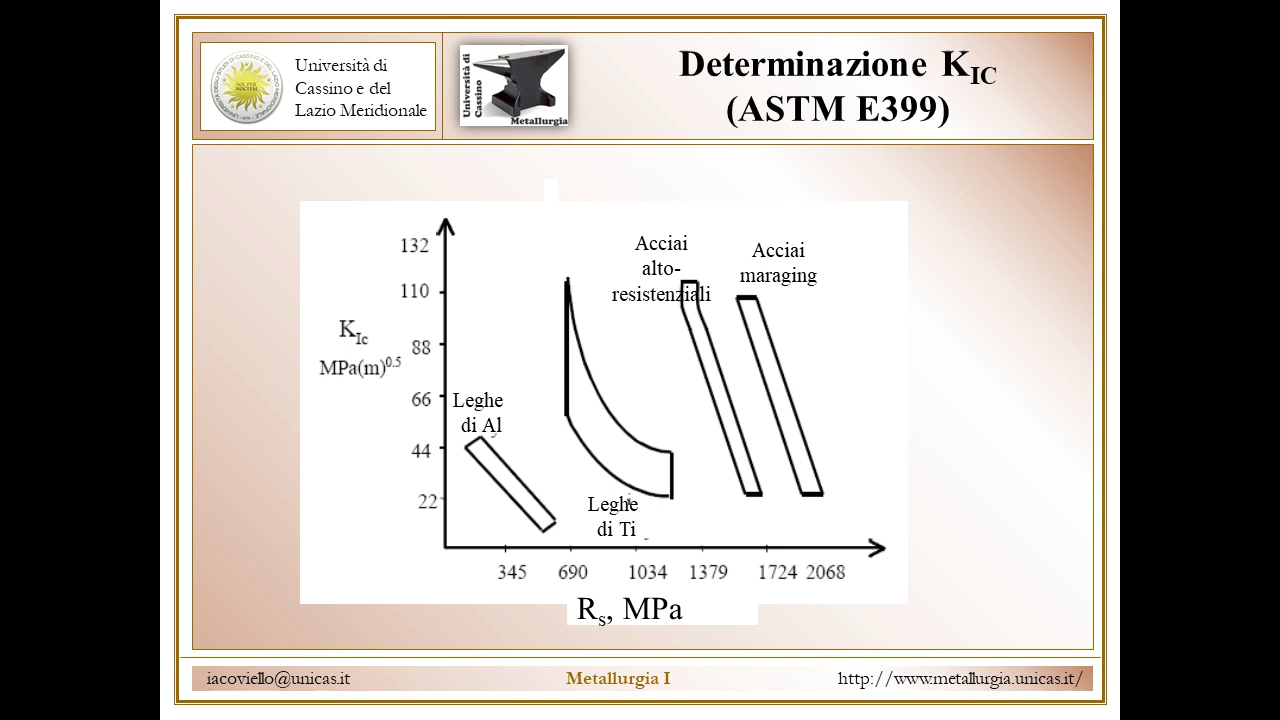 Università di
Cassino e del
Lazio Meridionale
Università di
Cassino
Metallurgia
Determinazione K_IC
(ASTM E399)
132
110
88
66
44
22
K_Ic
MPa(m)^0.5
Acciai
alto-
resistenziali
Acciai
maraging
Leghe
di Al
Leghe
di Ti
345 690 1034 1379 1724 2068
R_s, MPa
iacoviello@unicas.it
Metallurgia I
http://www.metallurgia.unicas.it/